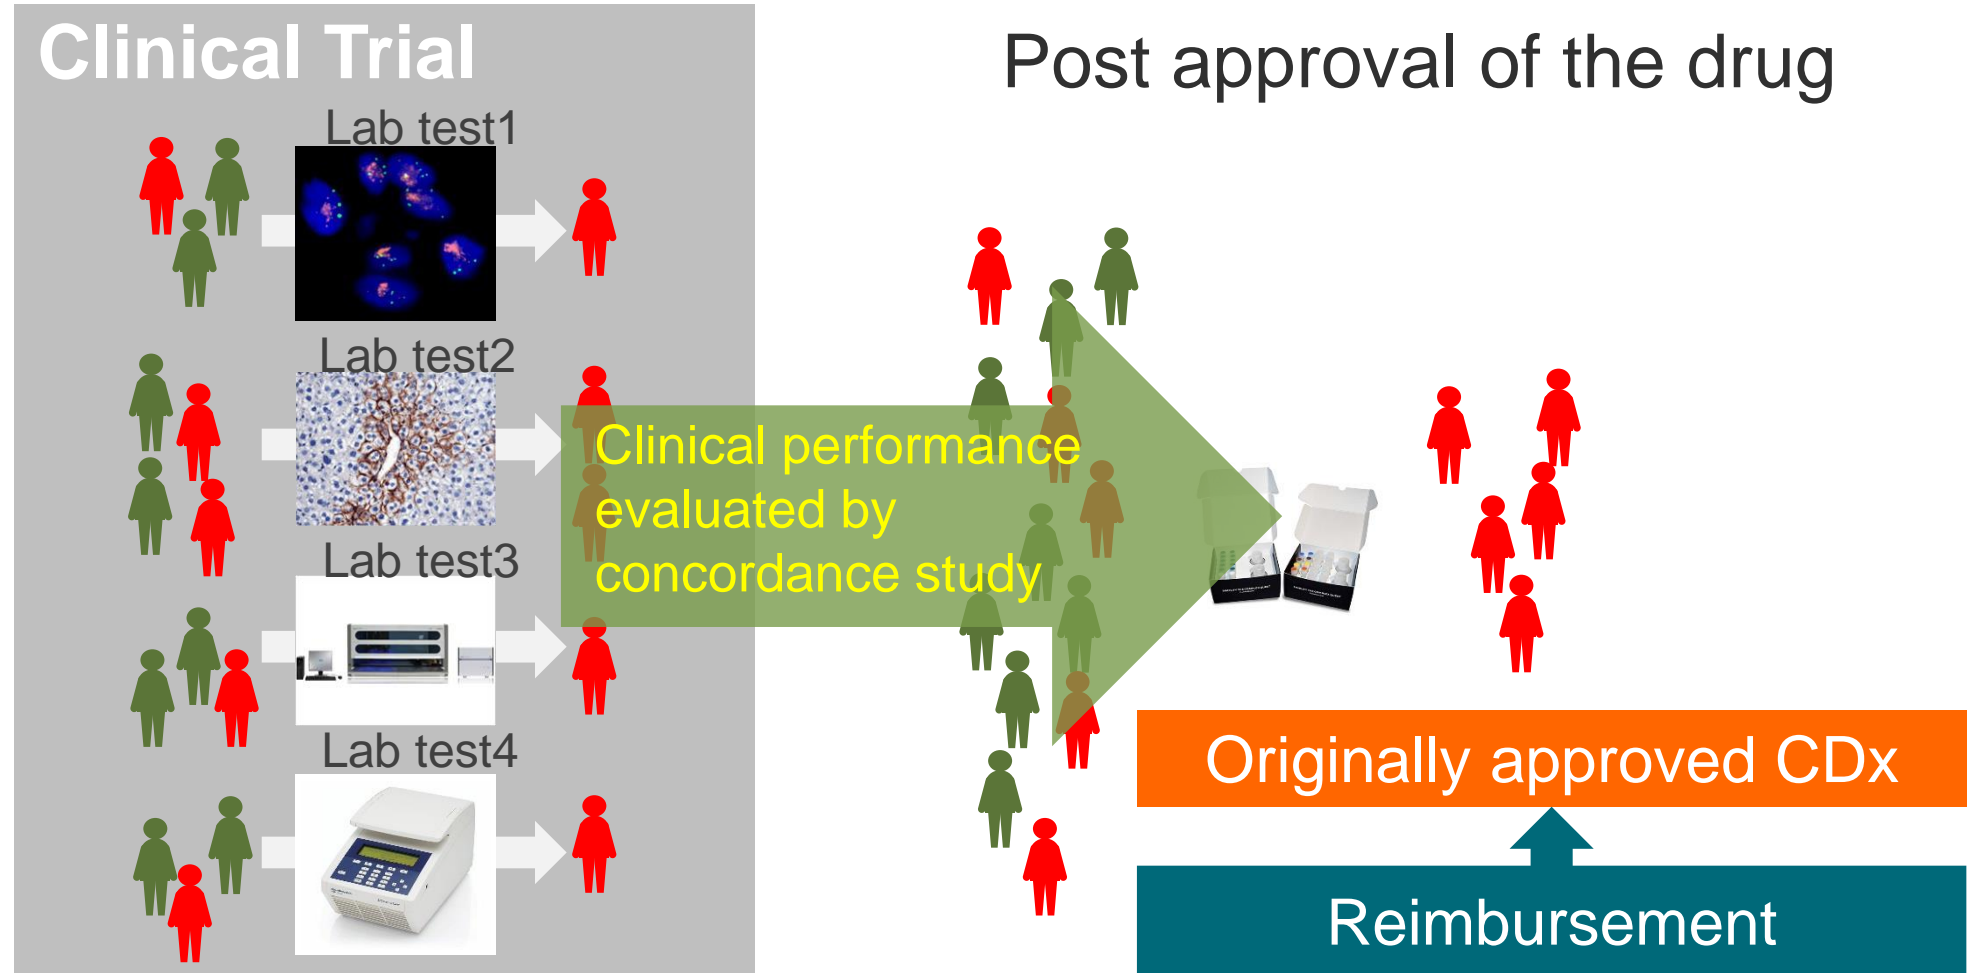 Clinical Trial
Post approval of the drug
Lab test1
Lab test2
Lab test3
Lab test4
Clinical performance
evaluated by
concordance study
Originally approved CDx
Reimbursement